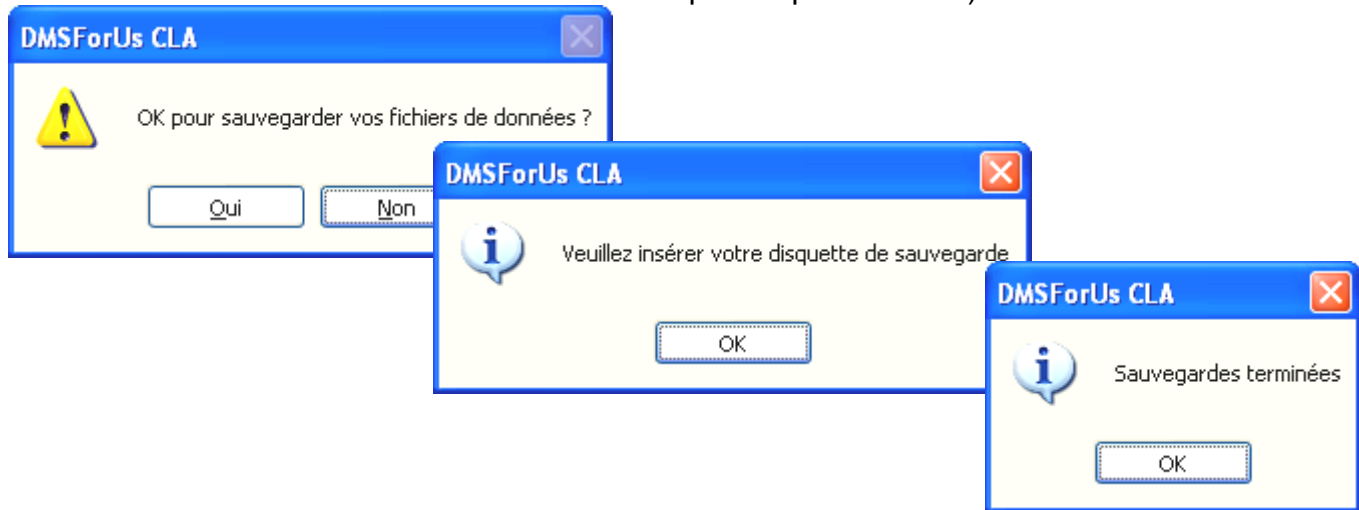 DMSForUs CLA
OK pour sauvegarder vos fichiers de données ?
Oui
Non
DMSForUs CLA
Veuillez insérer votre disquette de sauvegarde
OK
DMSForUs CLA
Sauvegardes terminées
OK